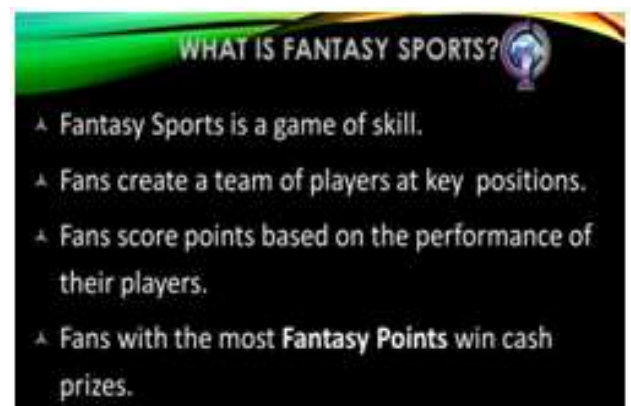 WHAT IS FANTASY SPORTS?
Fantasy Sports is a game of skill.
Fans create a team of players at key positions.
Fans score points based on the performance of
their players.
Fans with the most Fantasy Points win cash
prizes.